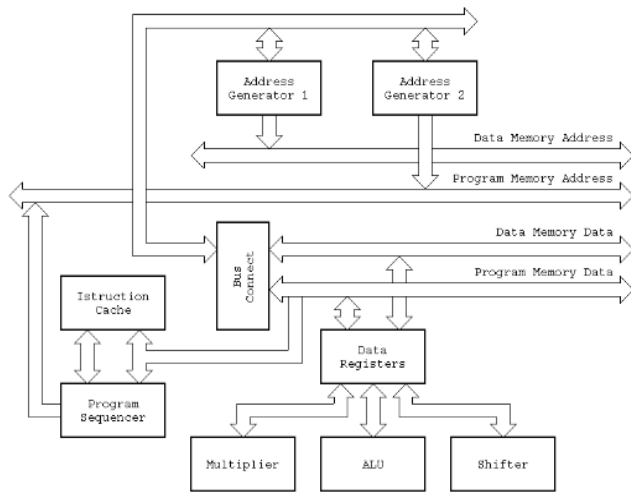 Address
Generator 1
Address
Generator 2
Data Memory Address
Program Memory Address
Data Memory Data
Bus
Connect
Program Memory Data
Istruction
Cache
Data
Registers
Program
Sequencer
Multiplier
ALU
Shifter